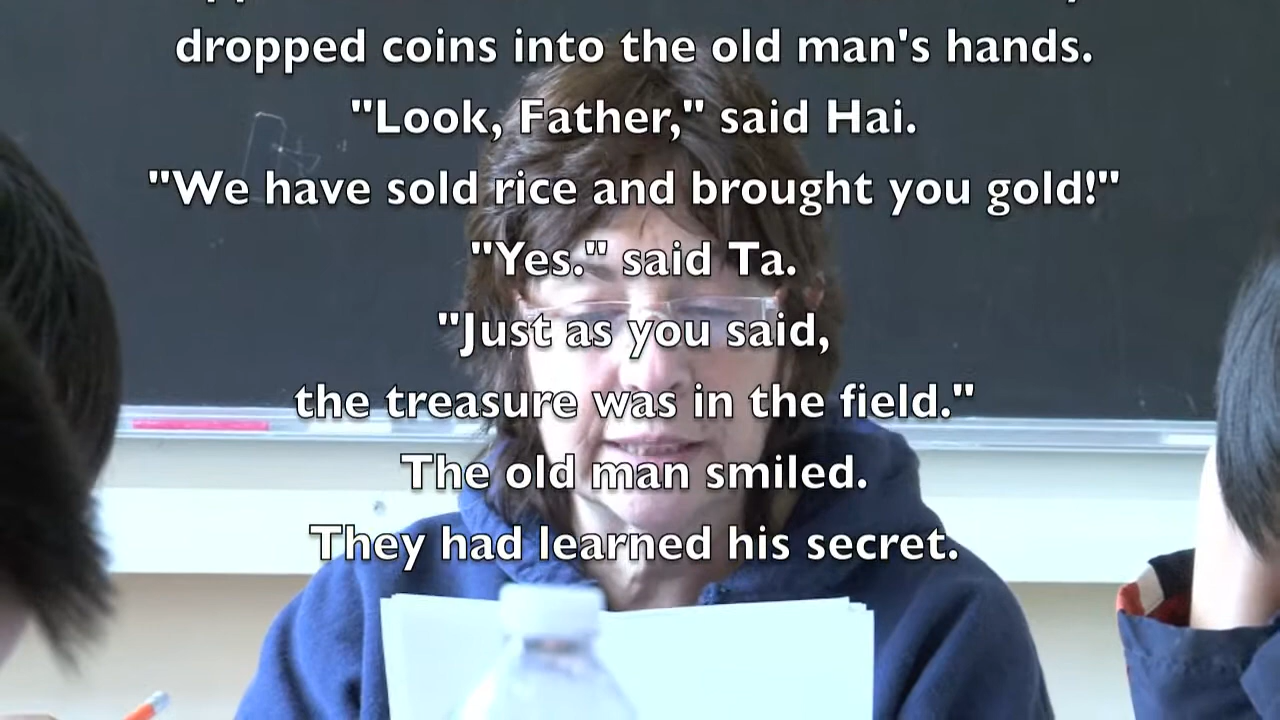 dropped coins into the old man's hands.
"Look, Father," said Hai.
"We have sold rice and brought you gold!"
"Yes." said Ta.
"Just as you said,
the treasure was in the field."
The old man smiled.
They had learned his secret.